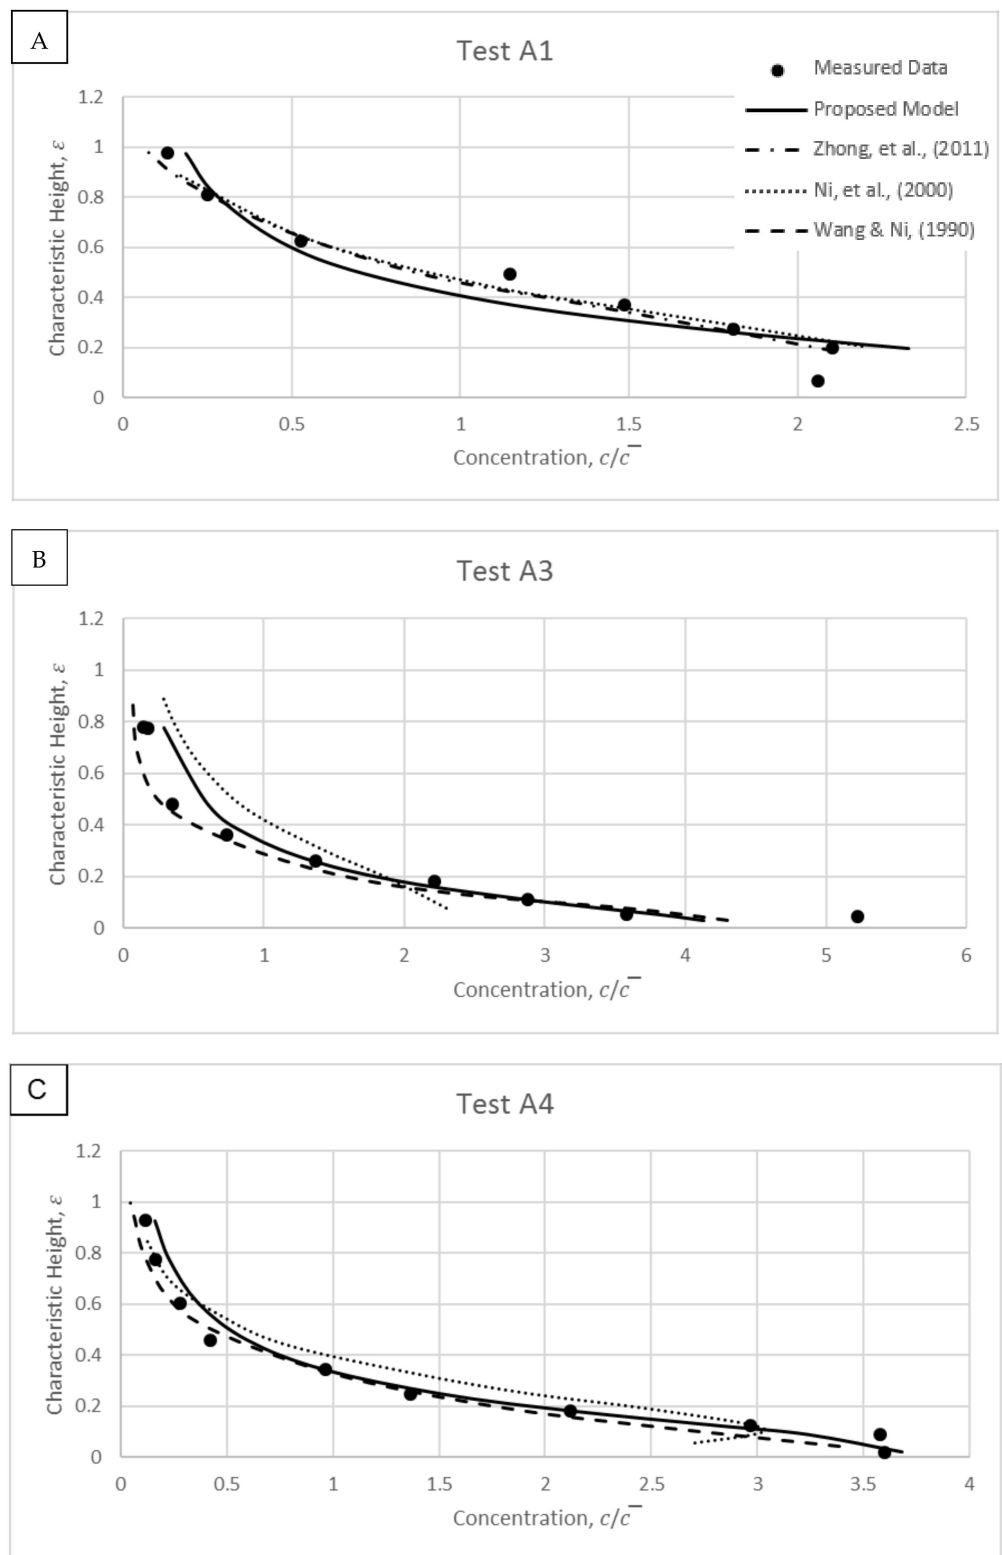 A
Test A1
Measured Data
Proposed Model
Zhong, et al., (2011)
Ni, et al., (2000)
Wang & Ni, (1990)
Characteristic Height, ε
1.2
1
0.8
0.6
0.4
0.2
0
0 0.5 1 1.5 2 2.5
Concentration, c/c̅
B
Test A3
Characteristic Height, ε
1.2
1
0.8
0.6
0.4
0.2
0
0 1 2 3 4 5 6
Concentration, c/c̅
C
Test A4
Characteristic Height, ε
1.2
1
0.8
0.6
0.4
0.2
0
0 0.5 1 1.5 2 2.5 3 3.5 4
Concentration, c/c̅